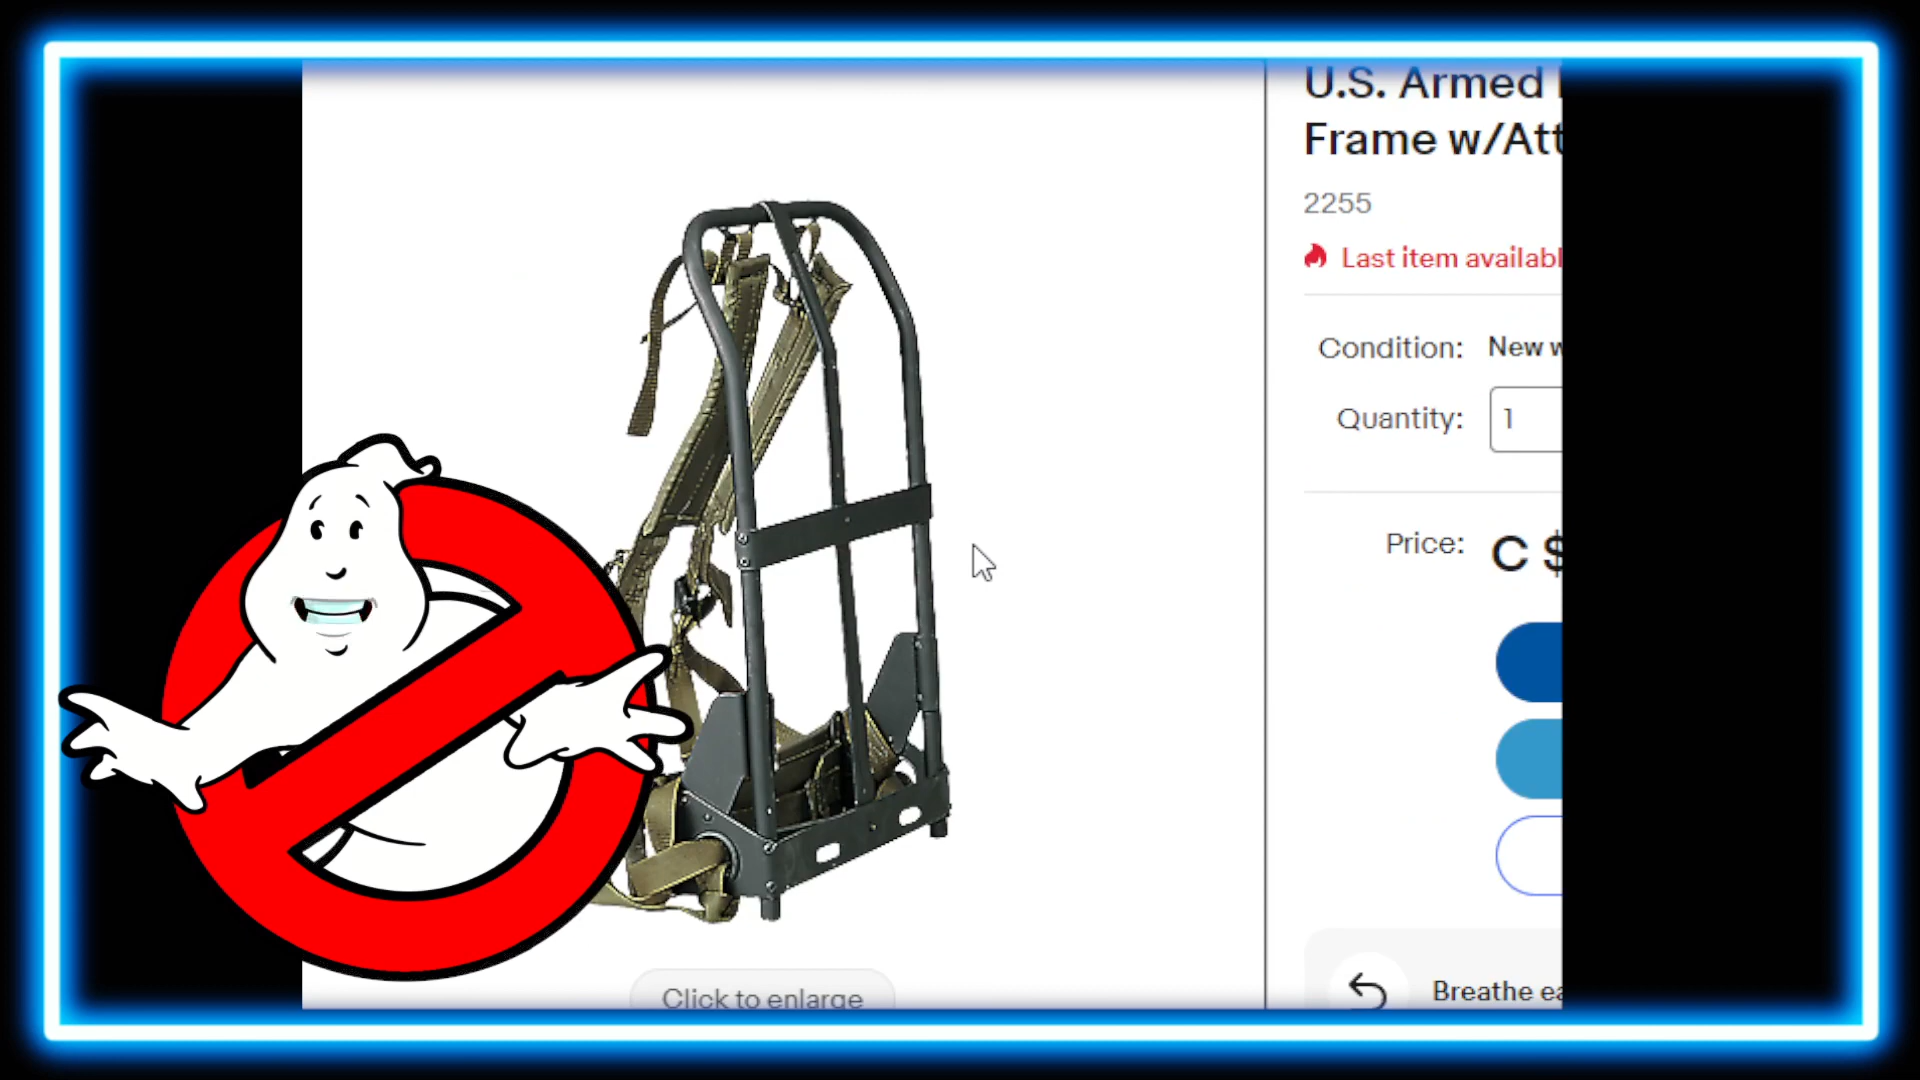 U.S. Armed
Frame w/Att
2255
Last item availabl
Condition: New w
Quantity: 1
Price: C $
Breathe ea
Click to enlarge